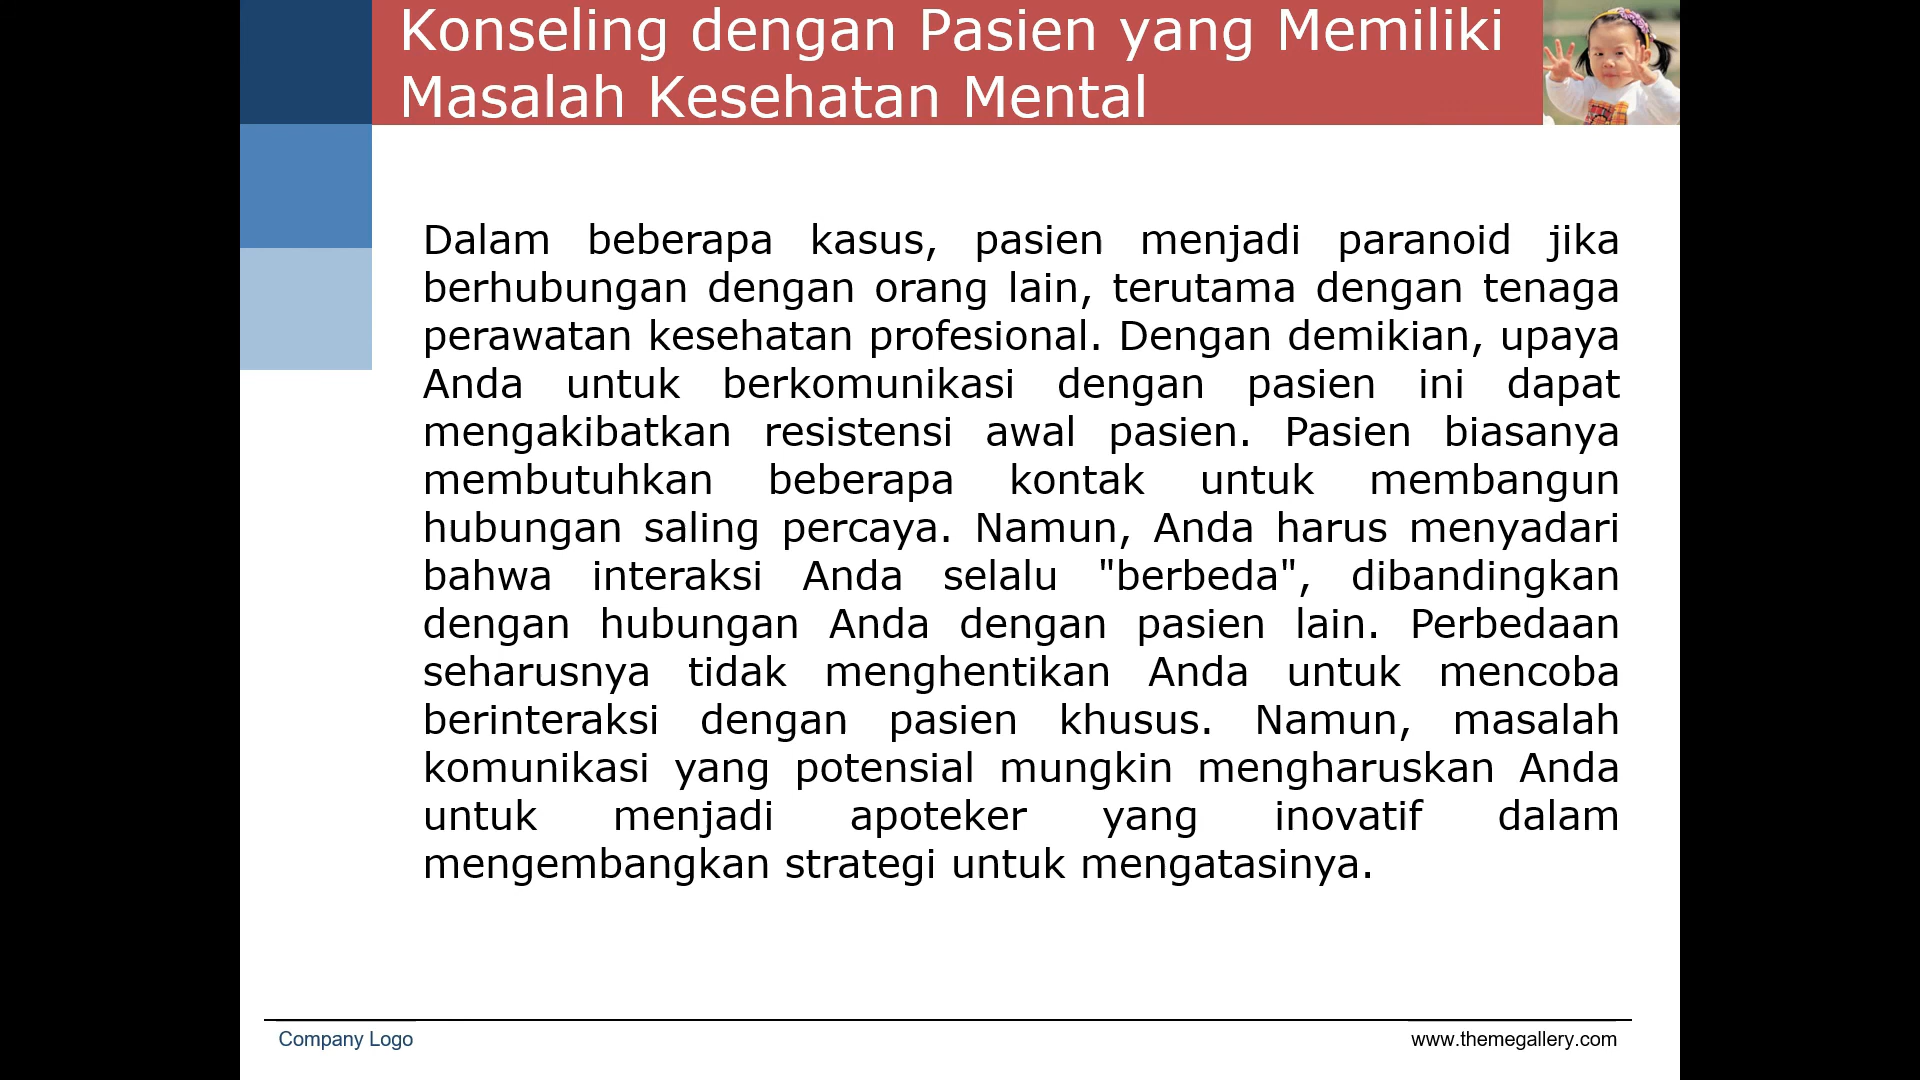 Konseling dengan Pasien yang Memiliki
Masalah Kesehatan Mental
Dalam beberapa kasus, pasien menjadi paranoid jika
berhubungan dengan orang lain, terutama dengan tenaga
perawatan kesehatan profesional. Dengan demikian, upaya
Anda untuk berkomunikasi dengan pasien ini dapat
mengakibatkan resistensi awal pasien. Pasien biasanya
membutuhkan beberapa kontak untuk membangun
hubungan saling percaya. Namun, Anda harus menyadari
bahwa interaksi Anda selalu "berbeda", dibandingkan
dengan hubungan Anda dengan pasien lain. Perbedaan
seharusnya tidak menghentikan Anda untuk mencoba
berinteraksi dengan pasien khusus. Namun, masalah
komunikasi yang potensial mungkin mengharuskan Anda
untuk menjadi apoteker yang inovatif dalam
mengembangkan strategi untuk mengatasinya.
Company Logo
www.themegallery.com